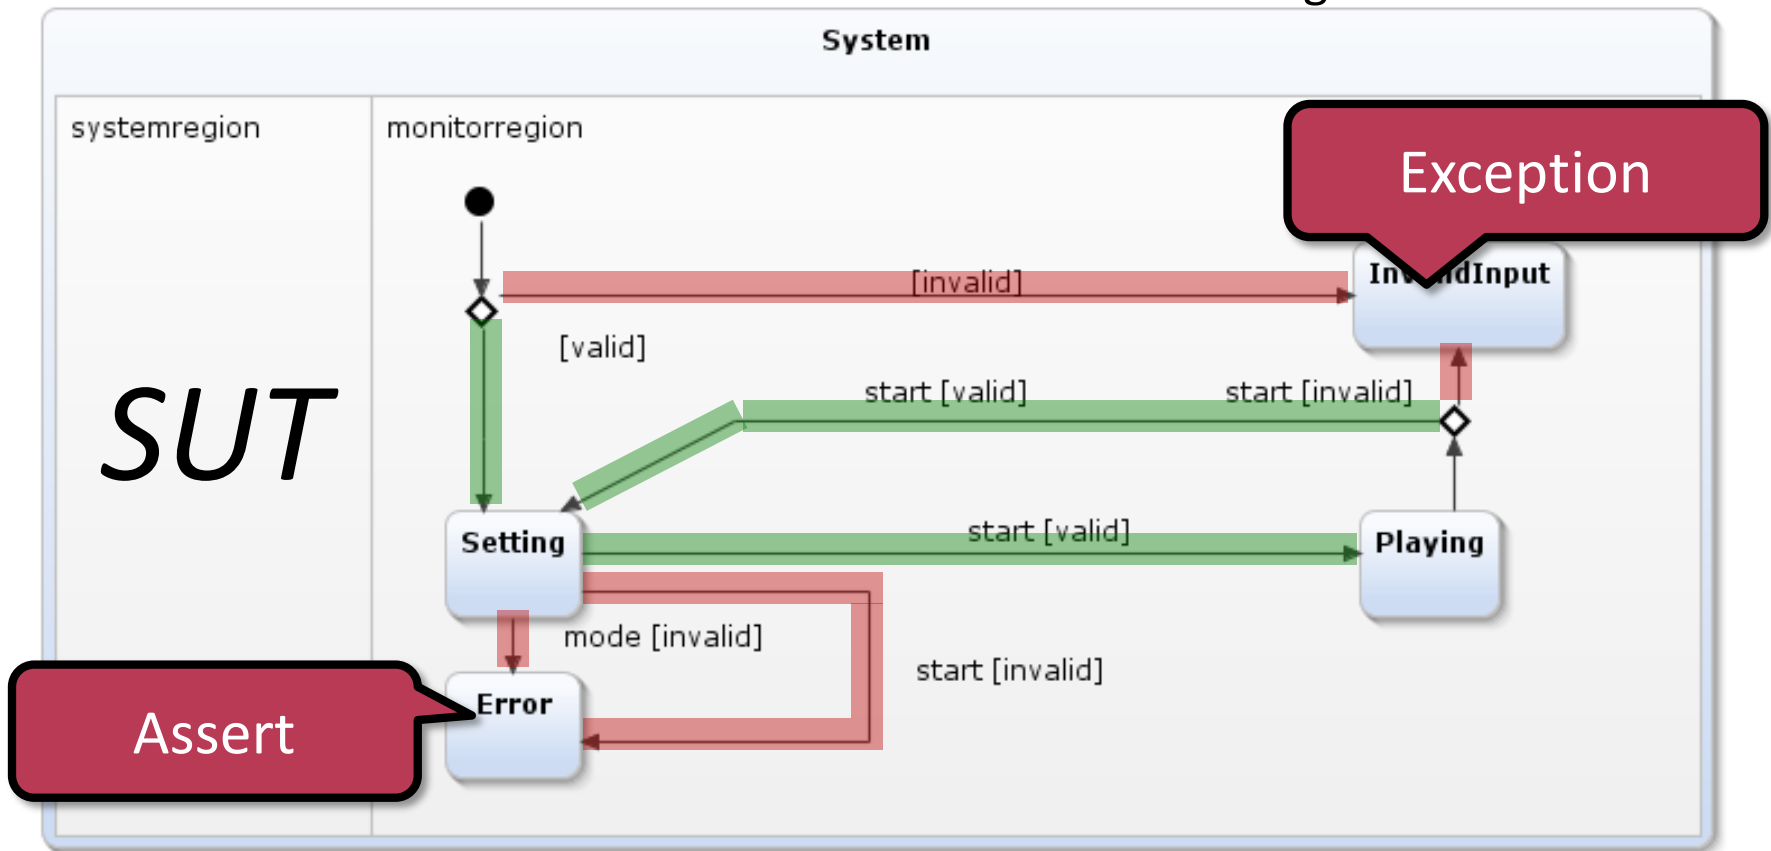 g
System
systemregion
monitorregion
Exception
[invalid]
InvalidInput
[valid]
start [valid]
start [invalid]
SUT
Setting
start [valid]
Playing
mode [invalid]
start [invalid]
Error
Assert